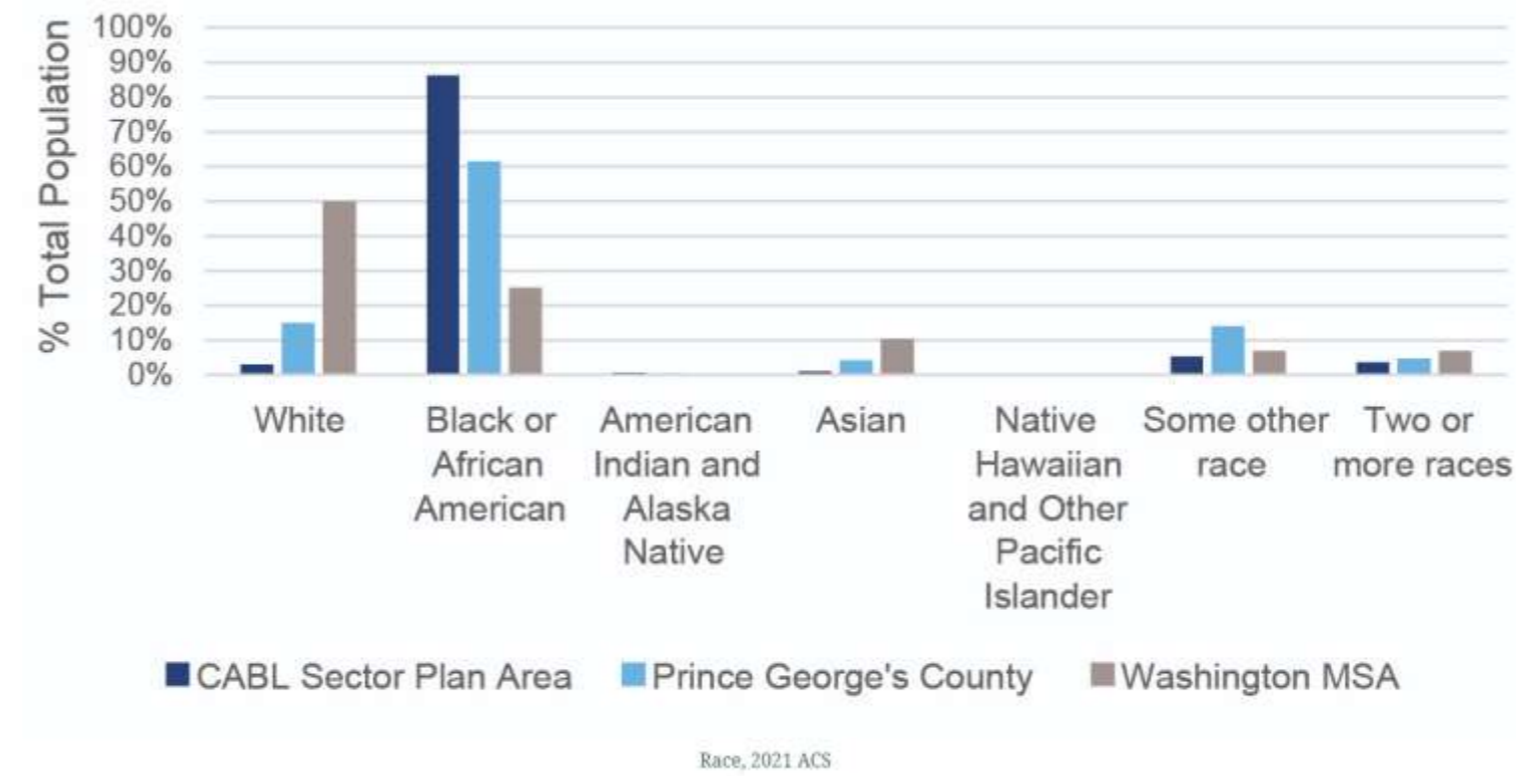 % Total Population
100%
90%
80%
70%
60%
50%
40%
30%
20%
10%
0%
White
Black or
African
American
American
Indian and
Alaska
Native
Asian
Native
Hawaiian
and Other
Pacific
Islander
Some other
race
Two or
more races
CABL Sector Plan Area
Prince George's County
Washington MSA
Race, 2021 ACS